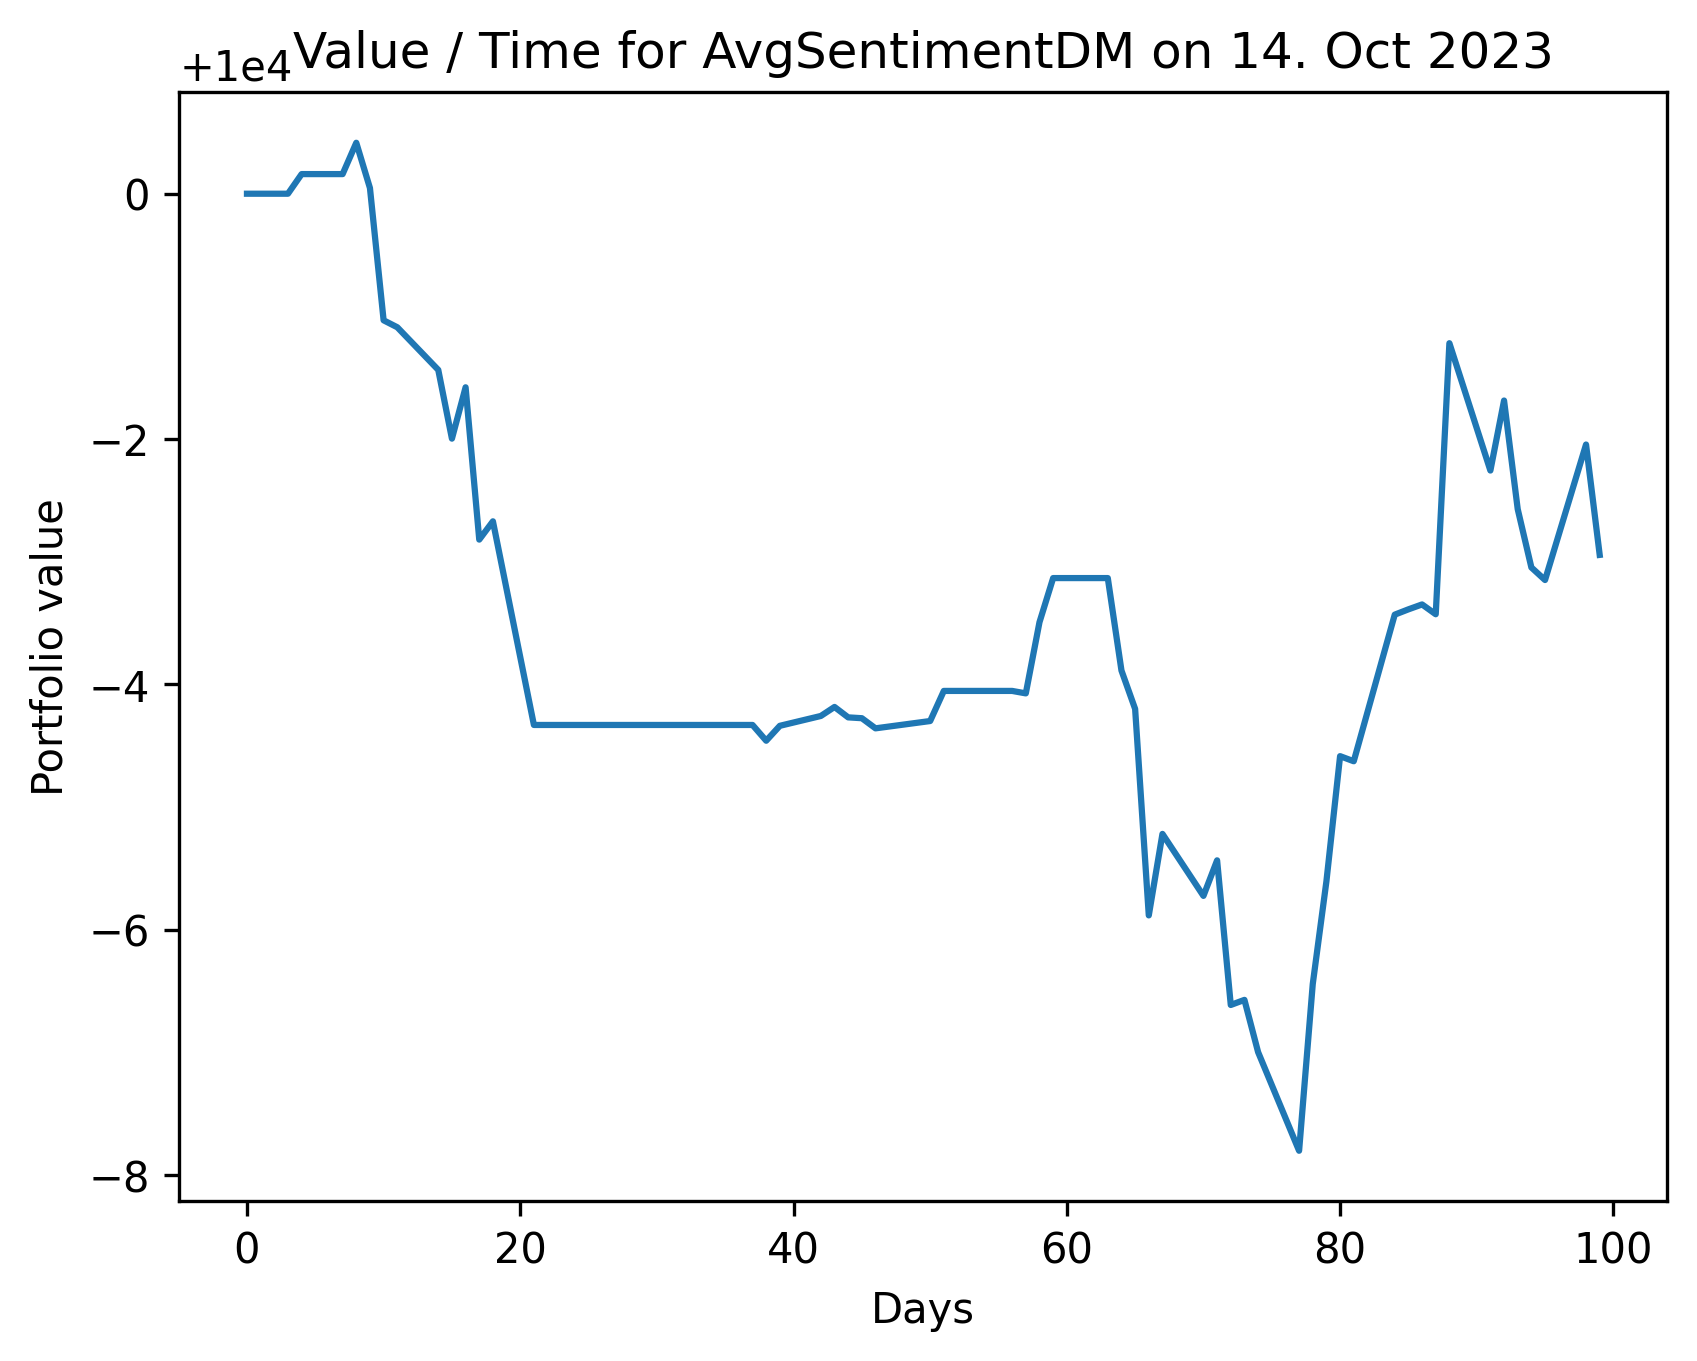 Value / Time for AvgSentimentDM on 14. Oct 2023
+1e4
0
−2
−4
−6
−8
Portfolio value
0 20 40 60 80 100
Days